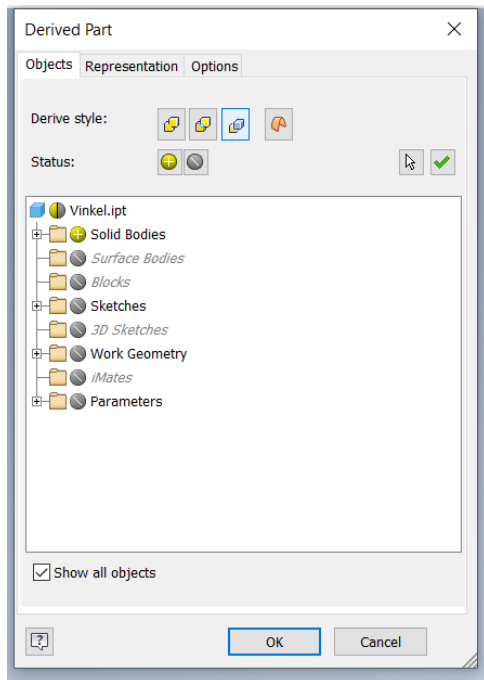 Derived Part
Objects Representation Options
Derive style:
Status:
Vinkel.ipt
Solid Bodies
Surface Bodies
Blocks
Sketches
3D Sketches
Work Geometry
iMates
Parameters
Show all objects
?
OK Cancel